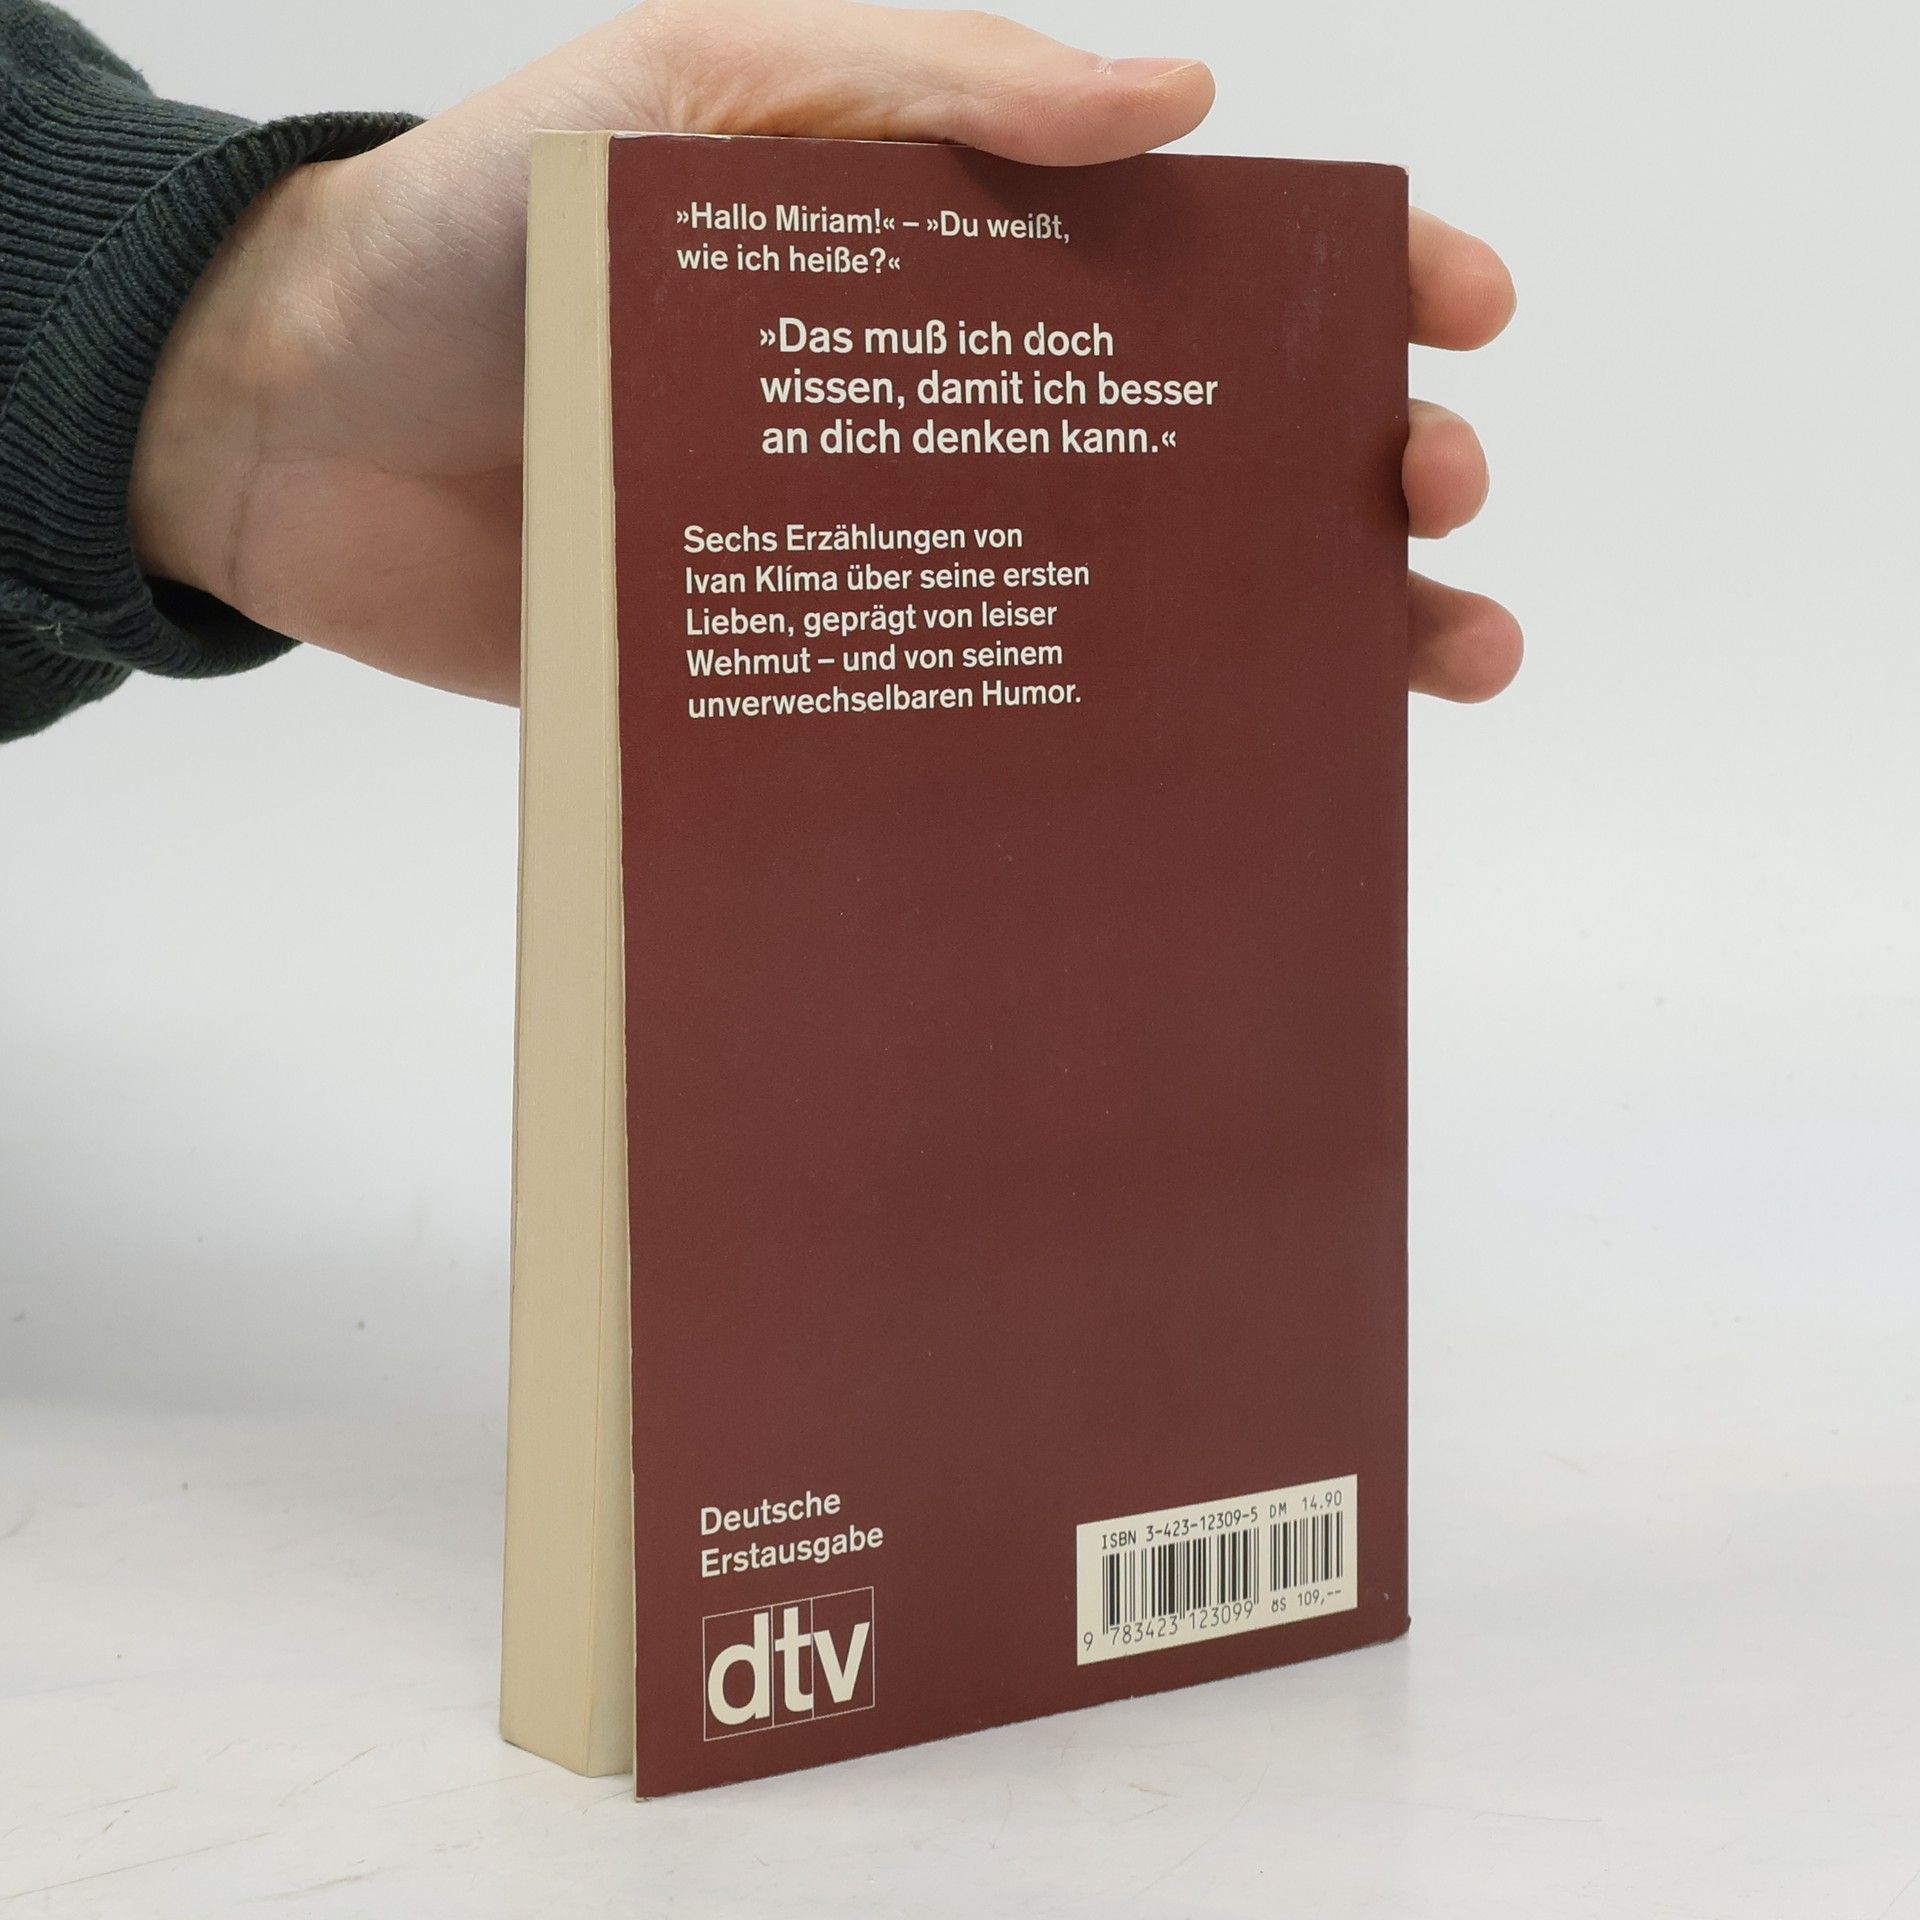 »Hallo Miriam!« – »Du weißt,
wie ich heiße?«
»Das muß ich doch
wissen, damit ich besser
an dich denken kann.«
Sechs Erzählungen von
Ivan Klíma über seine ersten
Lieben, geprägt von leiser
Wehmut – und von seinem
unverwechselbaren Humor.
Deutsche
Erstausgabe
dtv
ISBN 3-423-12309-5 DM 14.90
9 783423 123099 öS 109,--